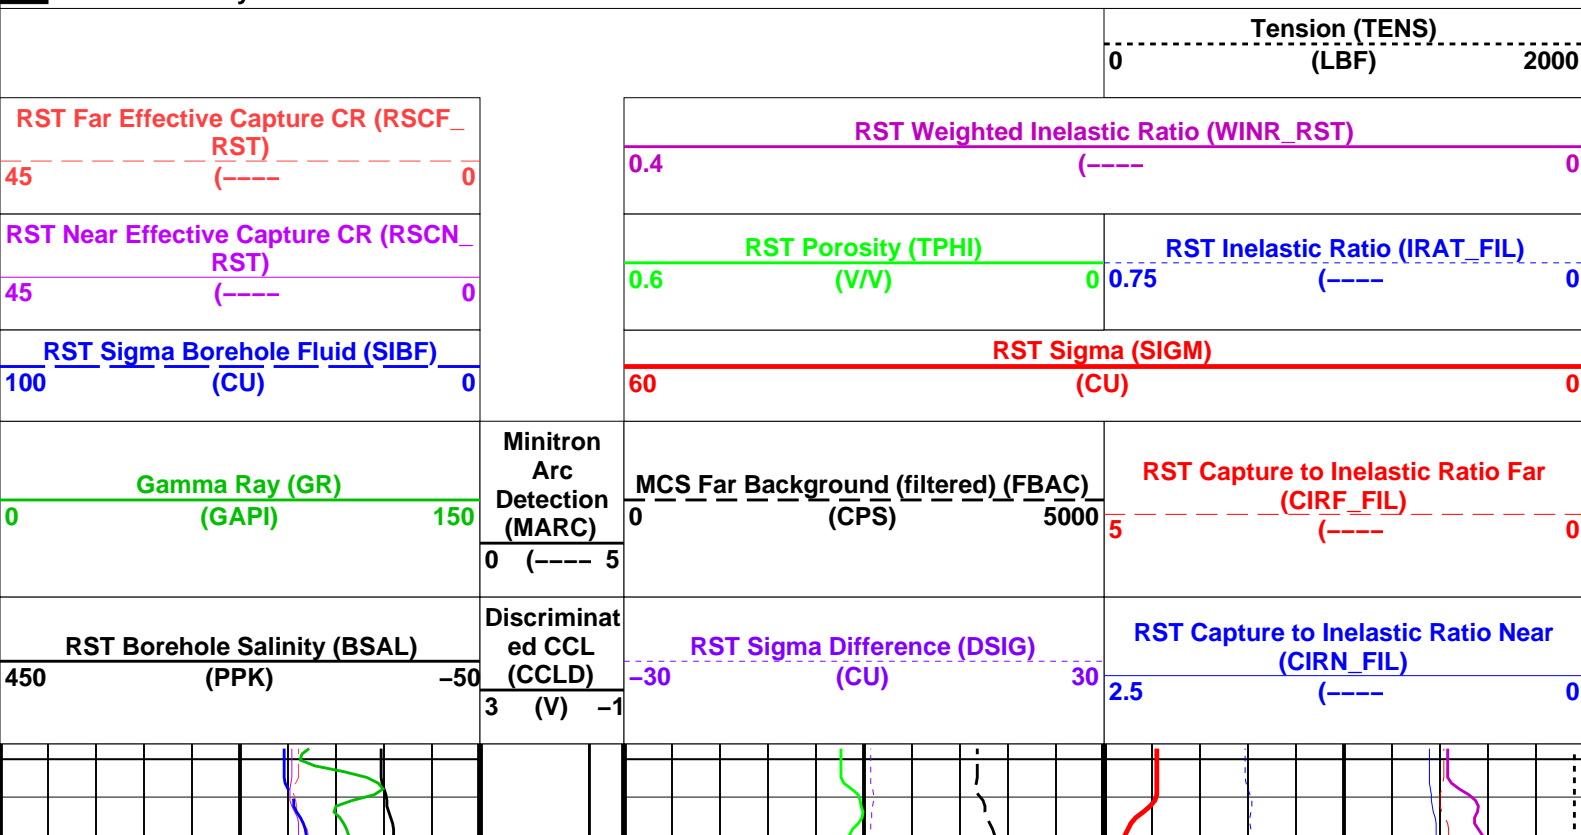 Tension (TENS)
0 (LBF) 2000
RST Far Effective Capture CR (RSCF_
RST)
45 (–––– 0
RST Weighted Inelastic Ratio (WINR_RST)
0.4 (–––– 0
RST Near Effective Capture CR (RSCN_
RST)
45 (–––– 0
RST Porosity (TPHI)
0.6 (V/V) 0
RST Inelastic Ratio (IRAT_FIL)
0.75 (–––– 0
RST Sigma Borehole Fluid (SIBF)
100 (CU) 0
RST Sigma (SIGM)
60 (CU) 0
Gamma Ray (GR)
0 (GAPI) 150
Minitron
Arc
Detection
(MARC)
0 (–––– 5
MCS Far Background (filtered) (FBAC)
0 (CPS) 5000
RST Capture to Inelastic Ratio Far
(CIRF_FIL)
5 (–––– 0
RST Borehole Salinity (BSAL)
450 (PPK) –50
Discriminat
ed CCL
(CCLD)
3 (V) –1
RST Sigma Difference (DSIG)
–30 (CU) 30
RST Capture to Inelastic Ratio Near
(CIRN_FIL)
2.5 (–––– 0